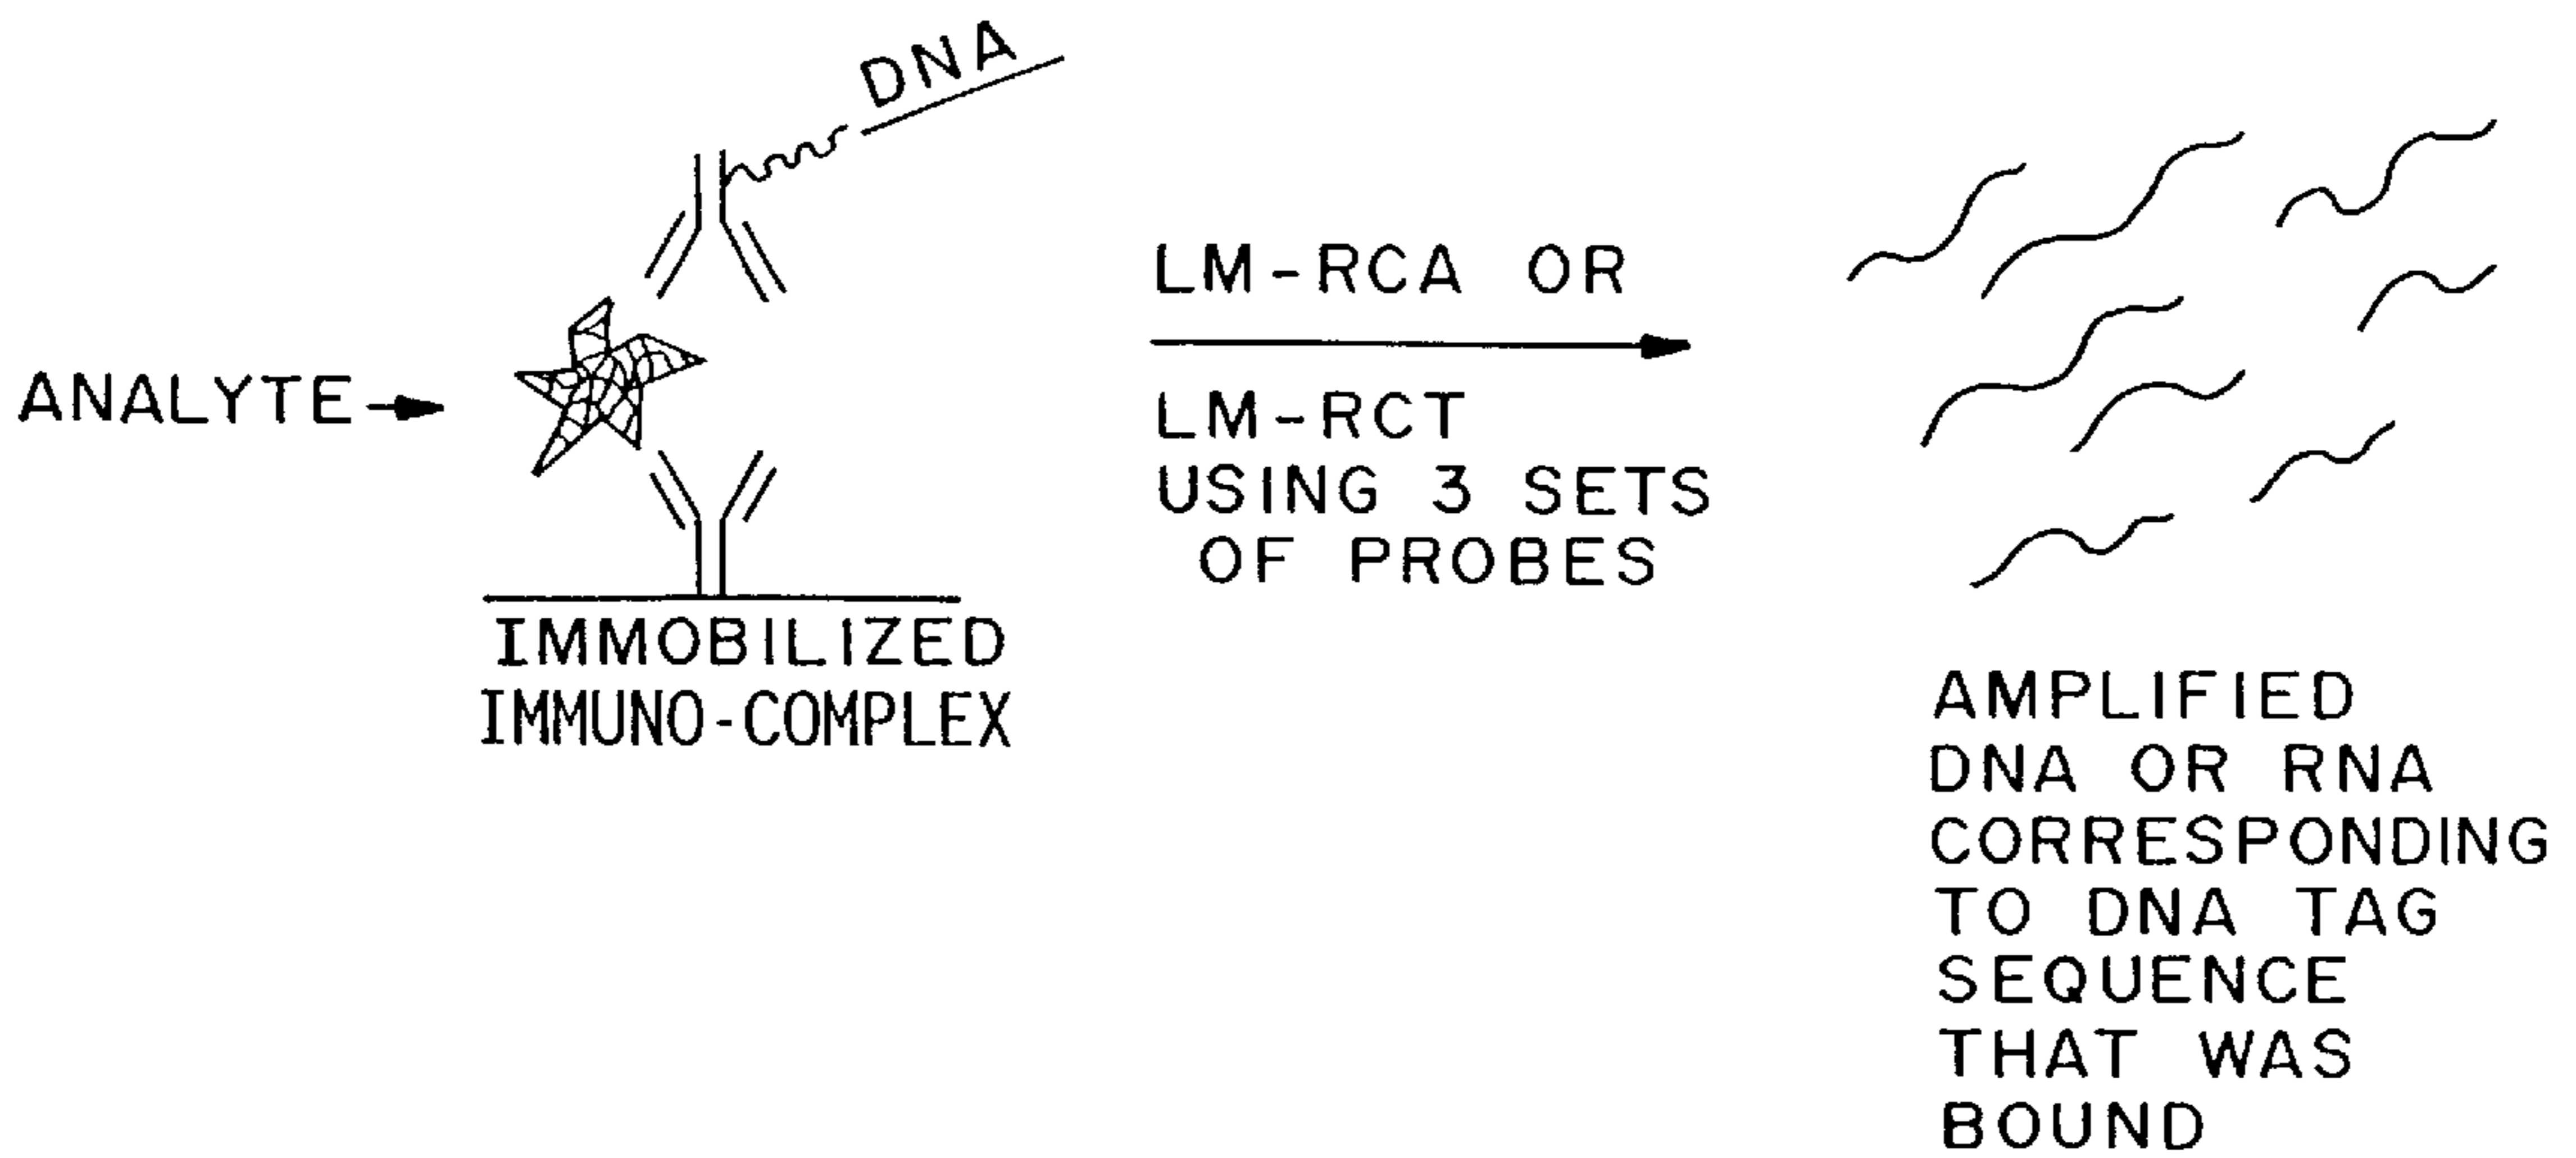 DNA
ANALYTE
IMMOBILIZED
IMMUNO-COMPLEX
LM-RCA OR
LM-RCT
USING 3 SETS
OF PROBES
AMPLIFIED
DNA OR RNA
CORRESPONDING
TO DNA TAG
SEQUENCE
THAT WAS
BOUND